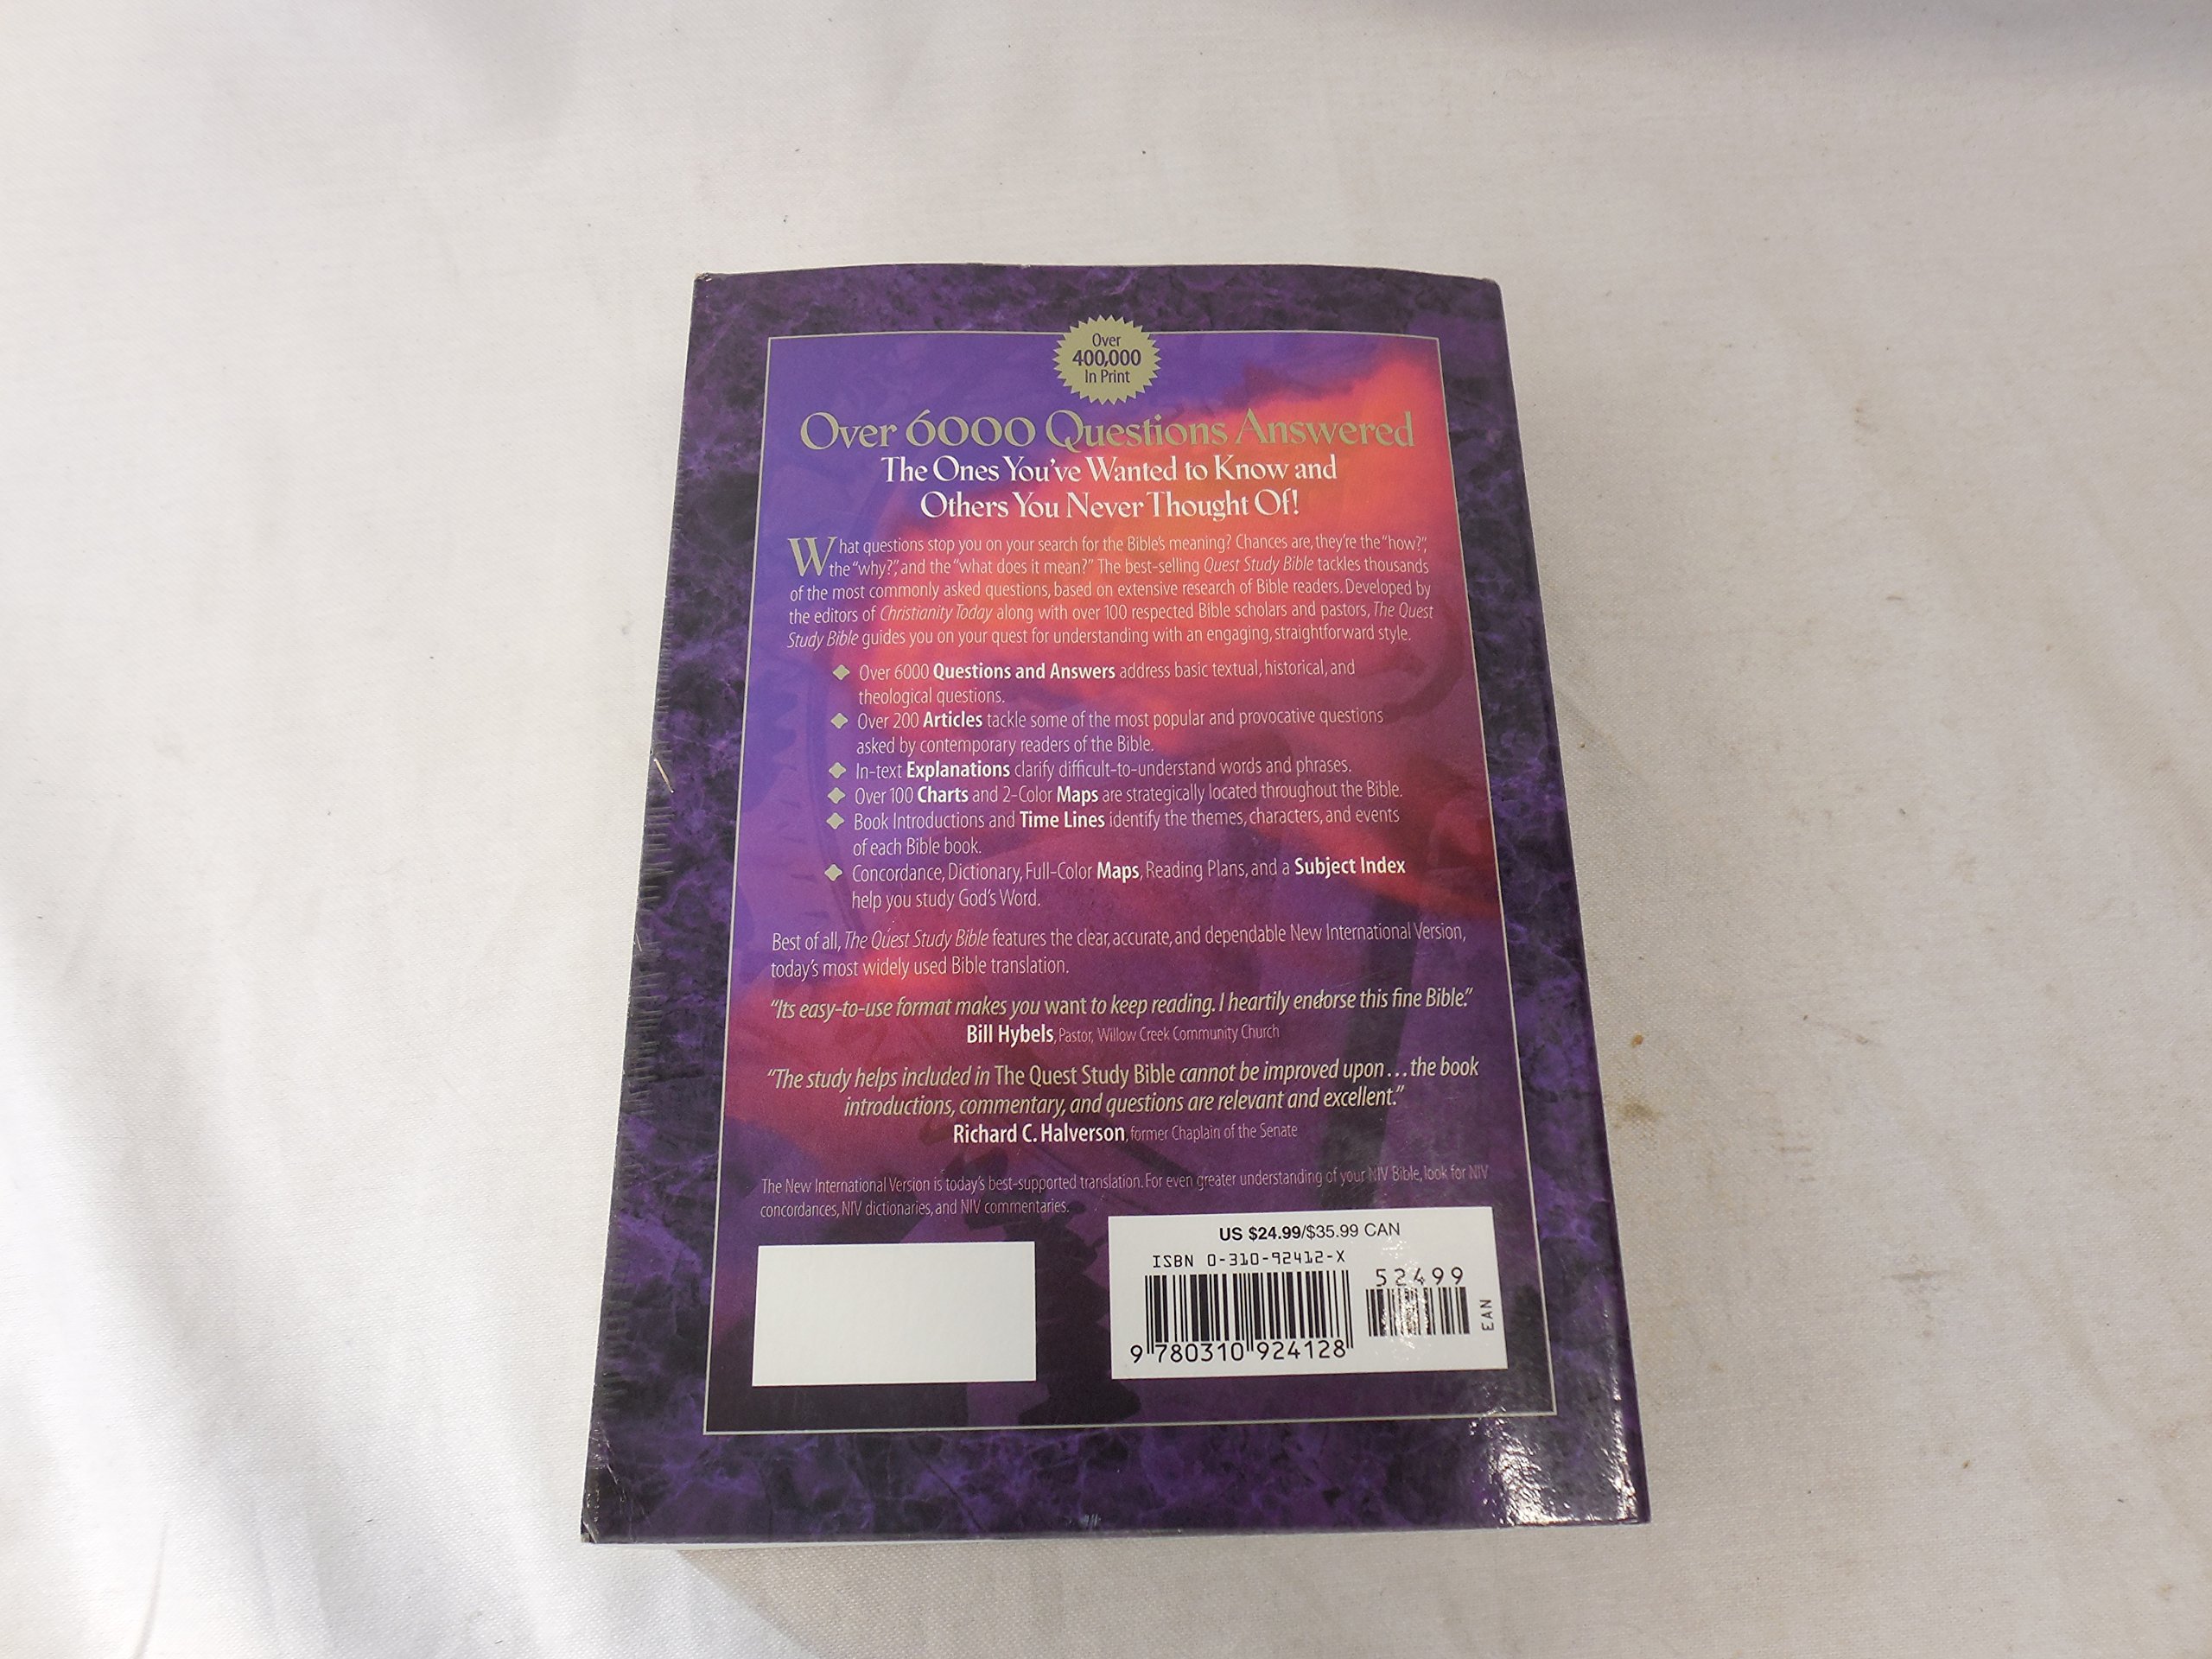 Over
400,000
In Print
Over 6000 Questions Answered
The Ones You've Wanted to Know and
Others You Never Thought Of!
What questions stop you on your search for the Bible's meaning? Chances are, they're the "how?",
the "why?", and the "what does it mean?" The best-selling Quest Study Bible tackles thousands
of the most commonly asked questions, based on extensive research of Bible readers. Developed by
the editors of Christianity Today along with over 100 respected Bible scholars and pastors, The Quest
Study Bible guides you on your quest for understanding with an engaging, straightforward style.
Over 6000 Questions and Answers address basic textual, historical, and
theological questions.
Over 200 Articles tackle some of the most popular and provocative questions
asked by contemporary readers of the Bible.
In-text Explanations clarify difficult-to-understand words and phrases.
Over 100 Charts and 2-Color Maps are strategically located throughout the Bible.
Book Introductions and Time Lines identify the themes, characters, and events
of each Bible book.
Concordance, Dictionary, Full-Color Maps, Reading Plans, and a Subject Index
help you study God's Word.
Best of all, The Quest Study Bible features the clear, accurate, and dependable New International Version,
today's most widely used Bible translation.
"Its easy-to-use format makes you want to keep reading. I heartily endorse this fine Bible."
Bill Hybels, Pastor, Willow Creek Community Church
"The study helps included in The Quest Study Bible cannot be improved upon...the book
introductions, commentary, and questions are relevant and excellent."
Richard C. Halverson, former Chaplain of the Senate
The New International Version is today's best-supported translation. For even greater understanding of your NIV Bible, look for NIV
concordances, NIV dictionaries, and NIV commentaries.
US $24.99/$35.99 CAN
ISBN 0-310-92412-X
52499
EAN
9 780310 924128